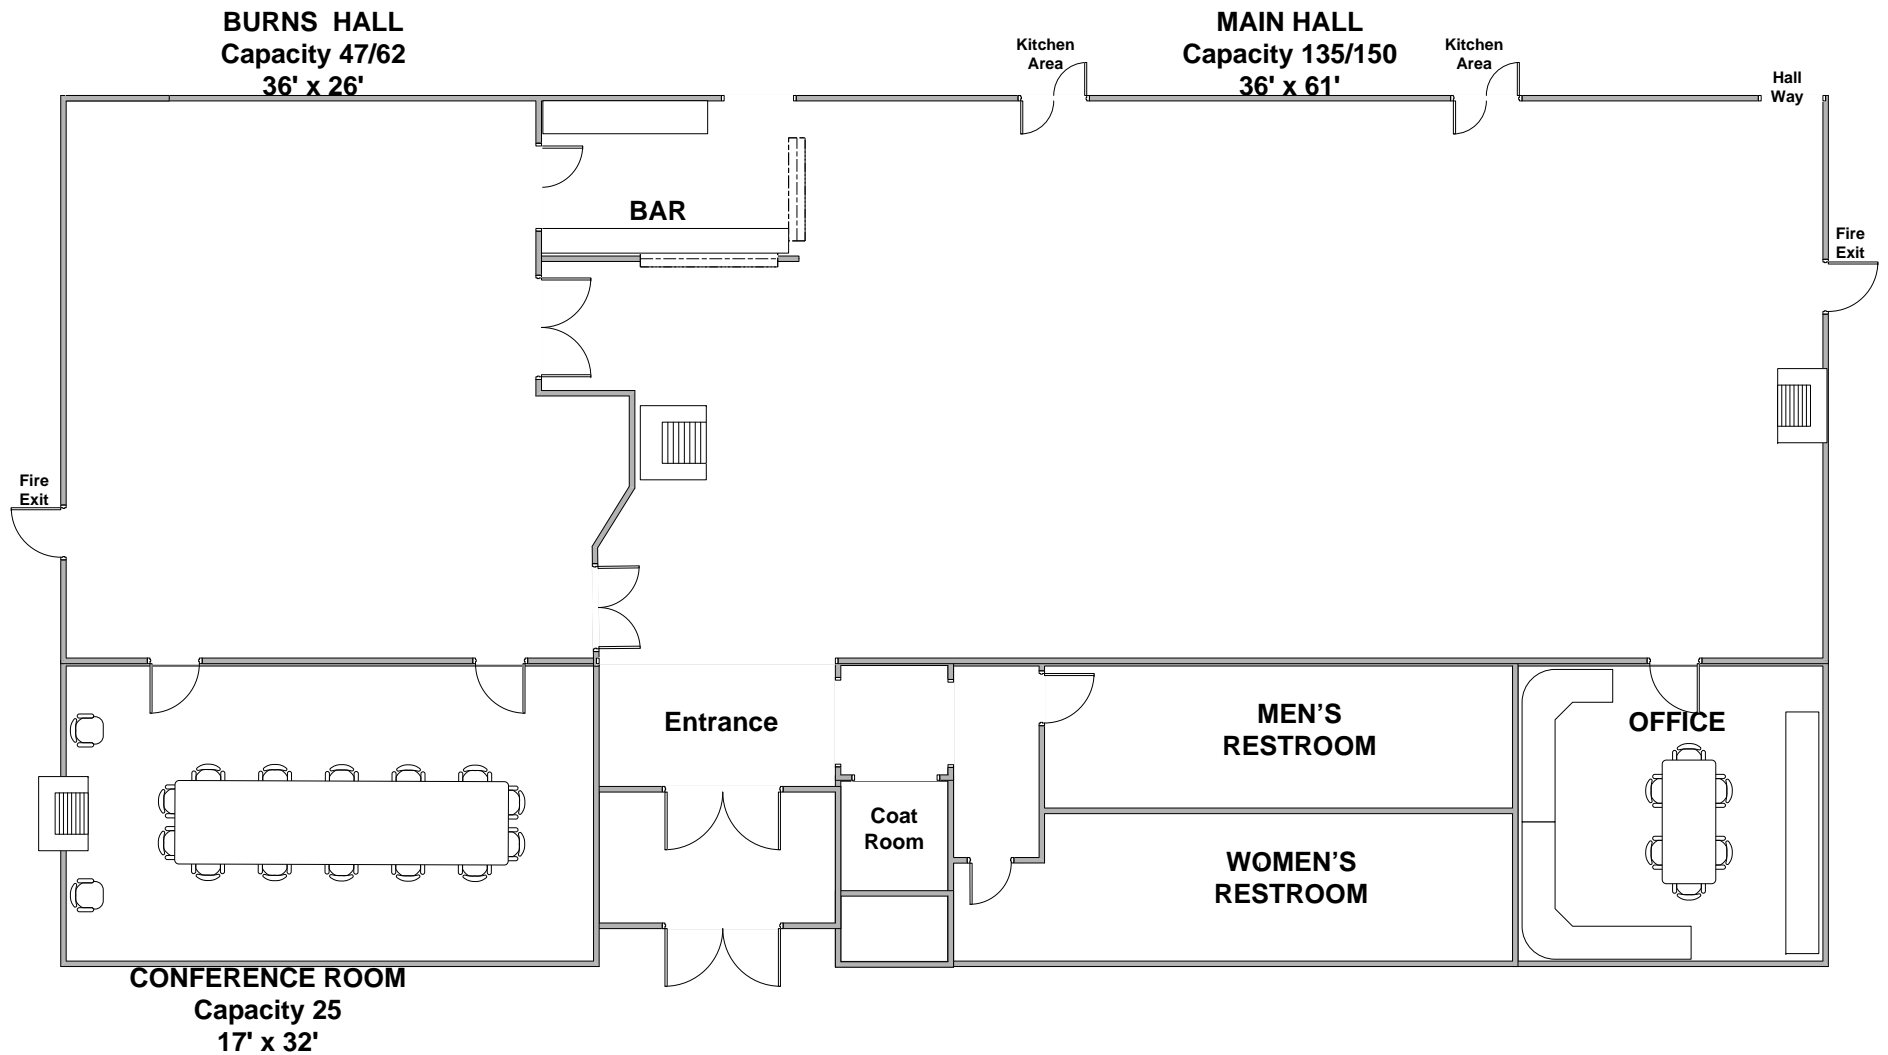 BURNS HALL
Capacity 47/62
36' x 26'
MAIN HALL
Capacity 135/150
36' x 61'
Kitchen
Area
Kitchen
Area
Hall
Way
BAR
Fire
Exit
Fire
Exit
Entrance
MEN’S
RESTROOM
OFFICE
Coat
Room
WOMEN’S
RESTROOM
CONFERENCE ROOM
Capacity 25
17' x 32'